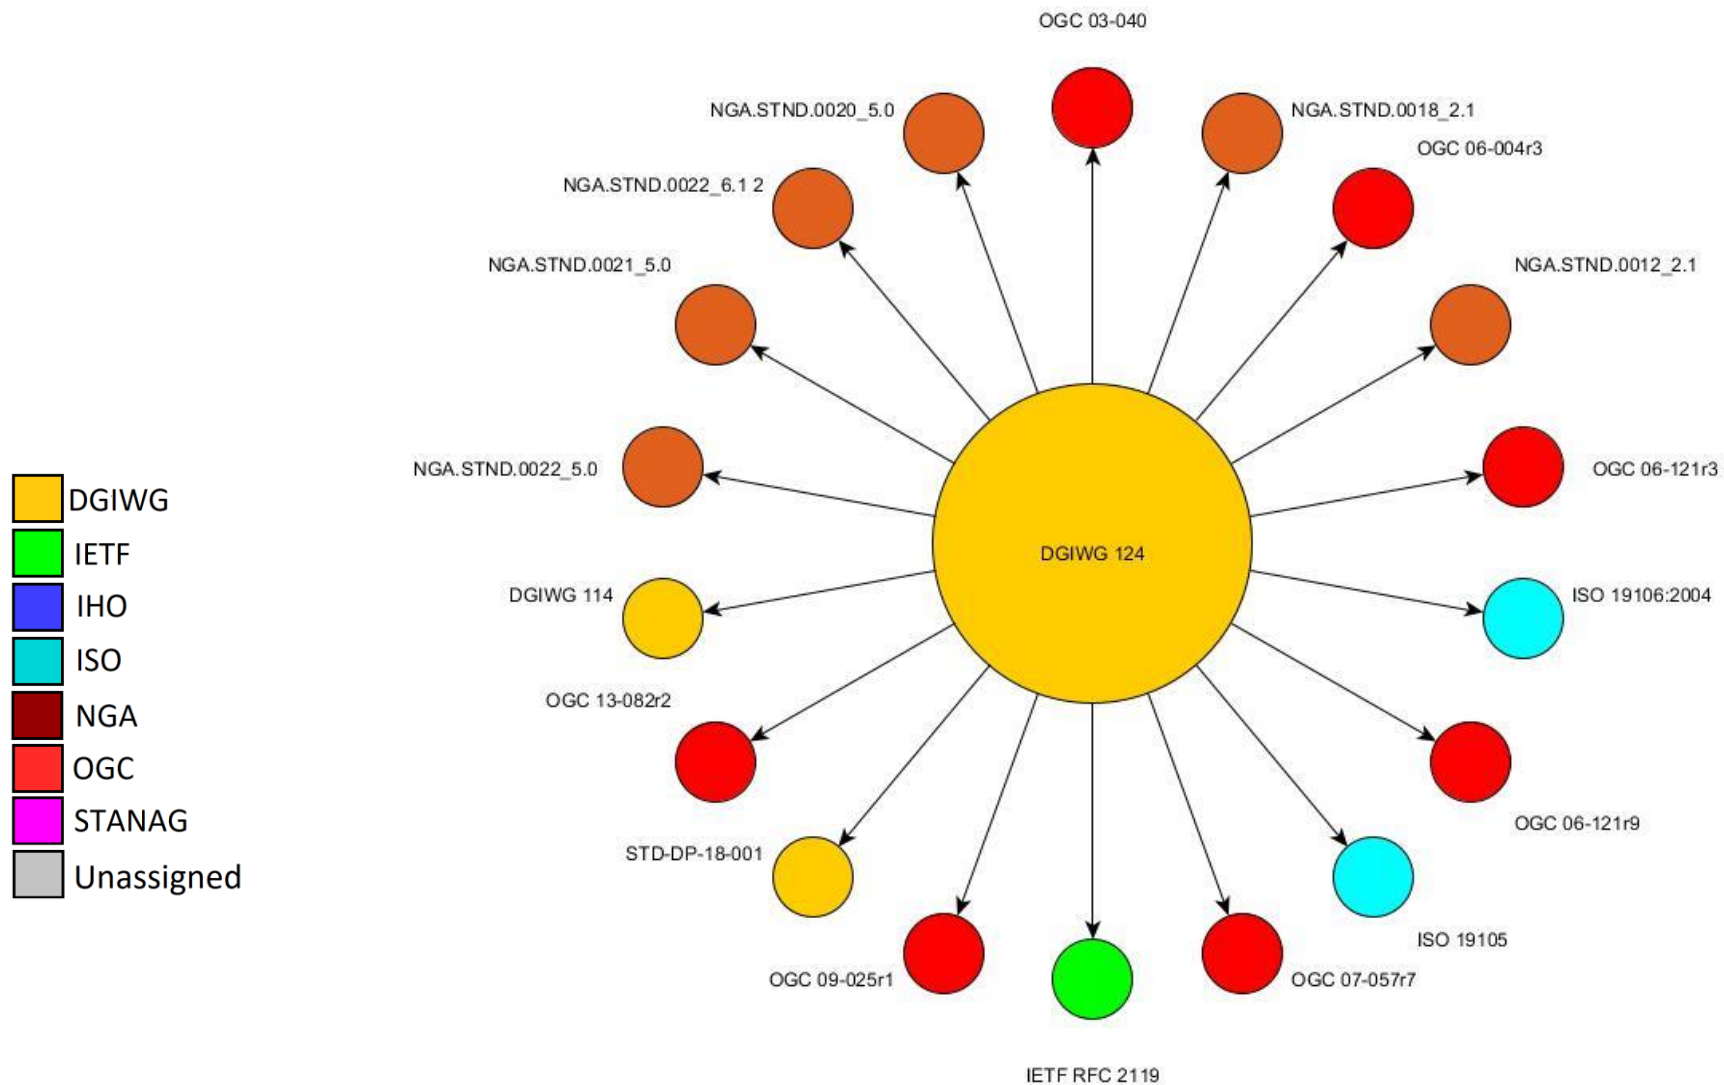 OGC 03-040
NGA.STND.0020_5.0
NGA.STND.0018_2.1
OGC 06-004r3
NGA.STND.0022_6.1 2
NGA.STND.0021_5.0
NGA.STND.0012_2.1
NGA.STND.0022_5.0
OGC 06-121r3
DGIWG
DGIWG 124
IETF
DGIWG 114
ISO 19106:2004
IHO
ISO
OGC 13-082r2
NGA
OGC
STANAG
OGC 06-121r9
STD-DP-18-001
Unassigned
ISO 19105
OGC 09-025r1
OGC 07-057r7
IETF RFC 2119